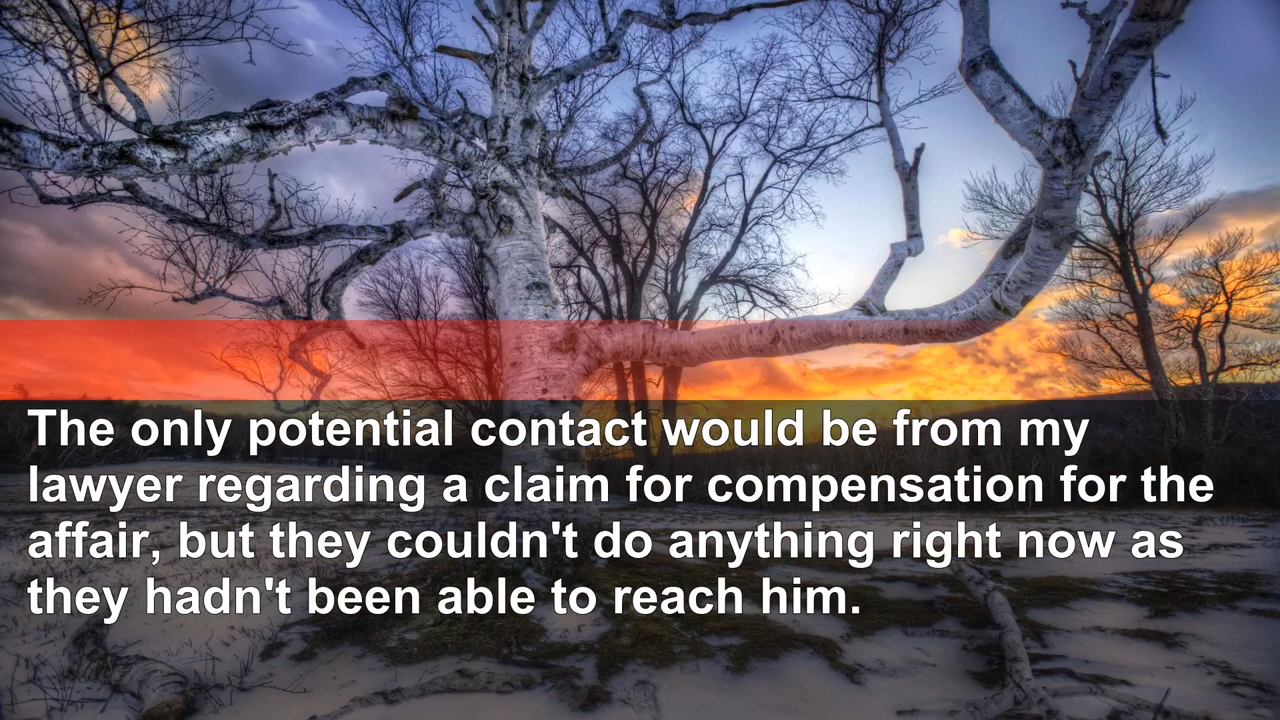 The only potential contact would be from my
lawyer regarding a claim for compensation for the
affair, but they couldn't do anything right now as
they hadn't been able to reach him.